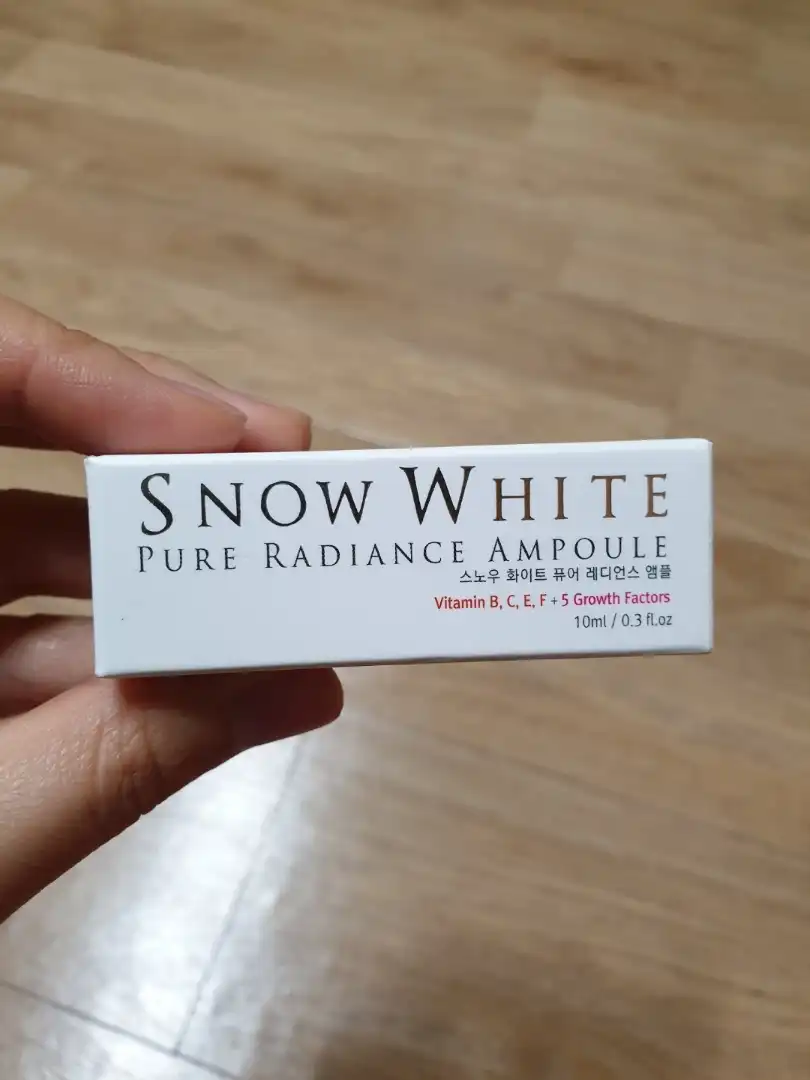 SNOW WHITE
PURE RADIANCE AMPOULE
스노우 화이트 퓨어 레디언스 앰플
Vitamin B, C, E, F + 5 Growth Factors
10ml / 0.3 fl.oz